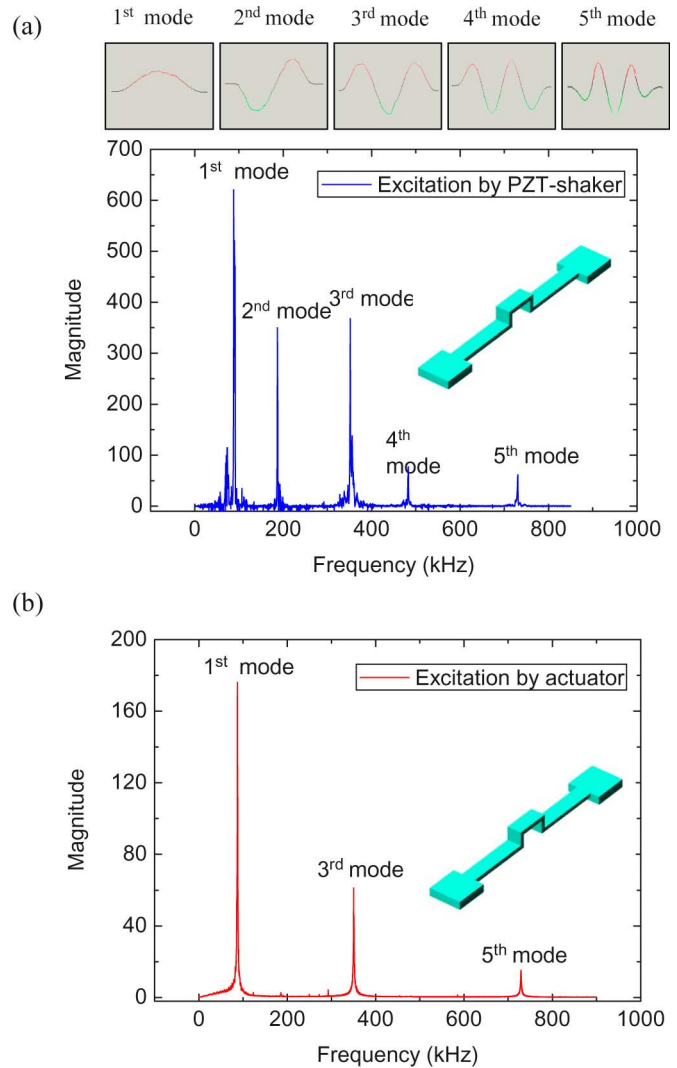 (a)
1st mode 2nd mode 3rd mode 4th mode 5th mode
700
600
500
400
300
200
100
0
Magnitude
1st mode
Excitation by PZT-shaker
2nd mode
3rd mode
4th
mode
5th mode
0 200 400 600 800 1000
Frequency (kHz)
(b)
200
160
120
80
40
0
Magnitude
1st mode
Excitation by actuator
3rd mode
5th mode
0 200 400 600 800 1000
Frequency (kHz)